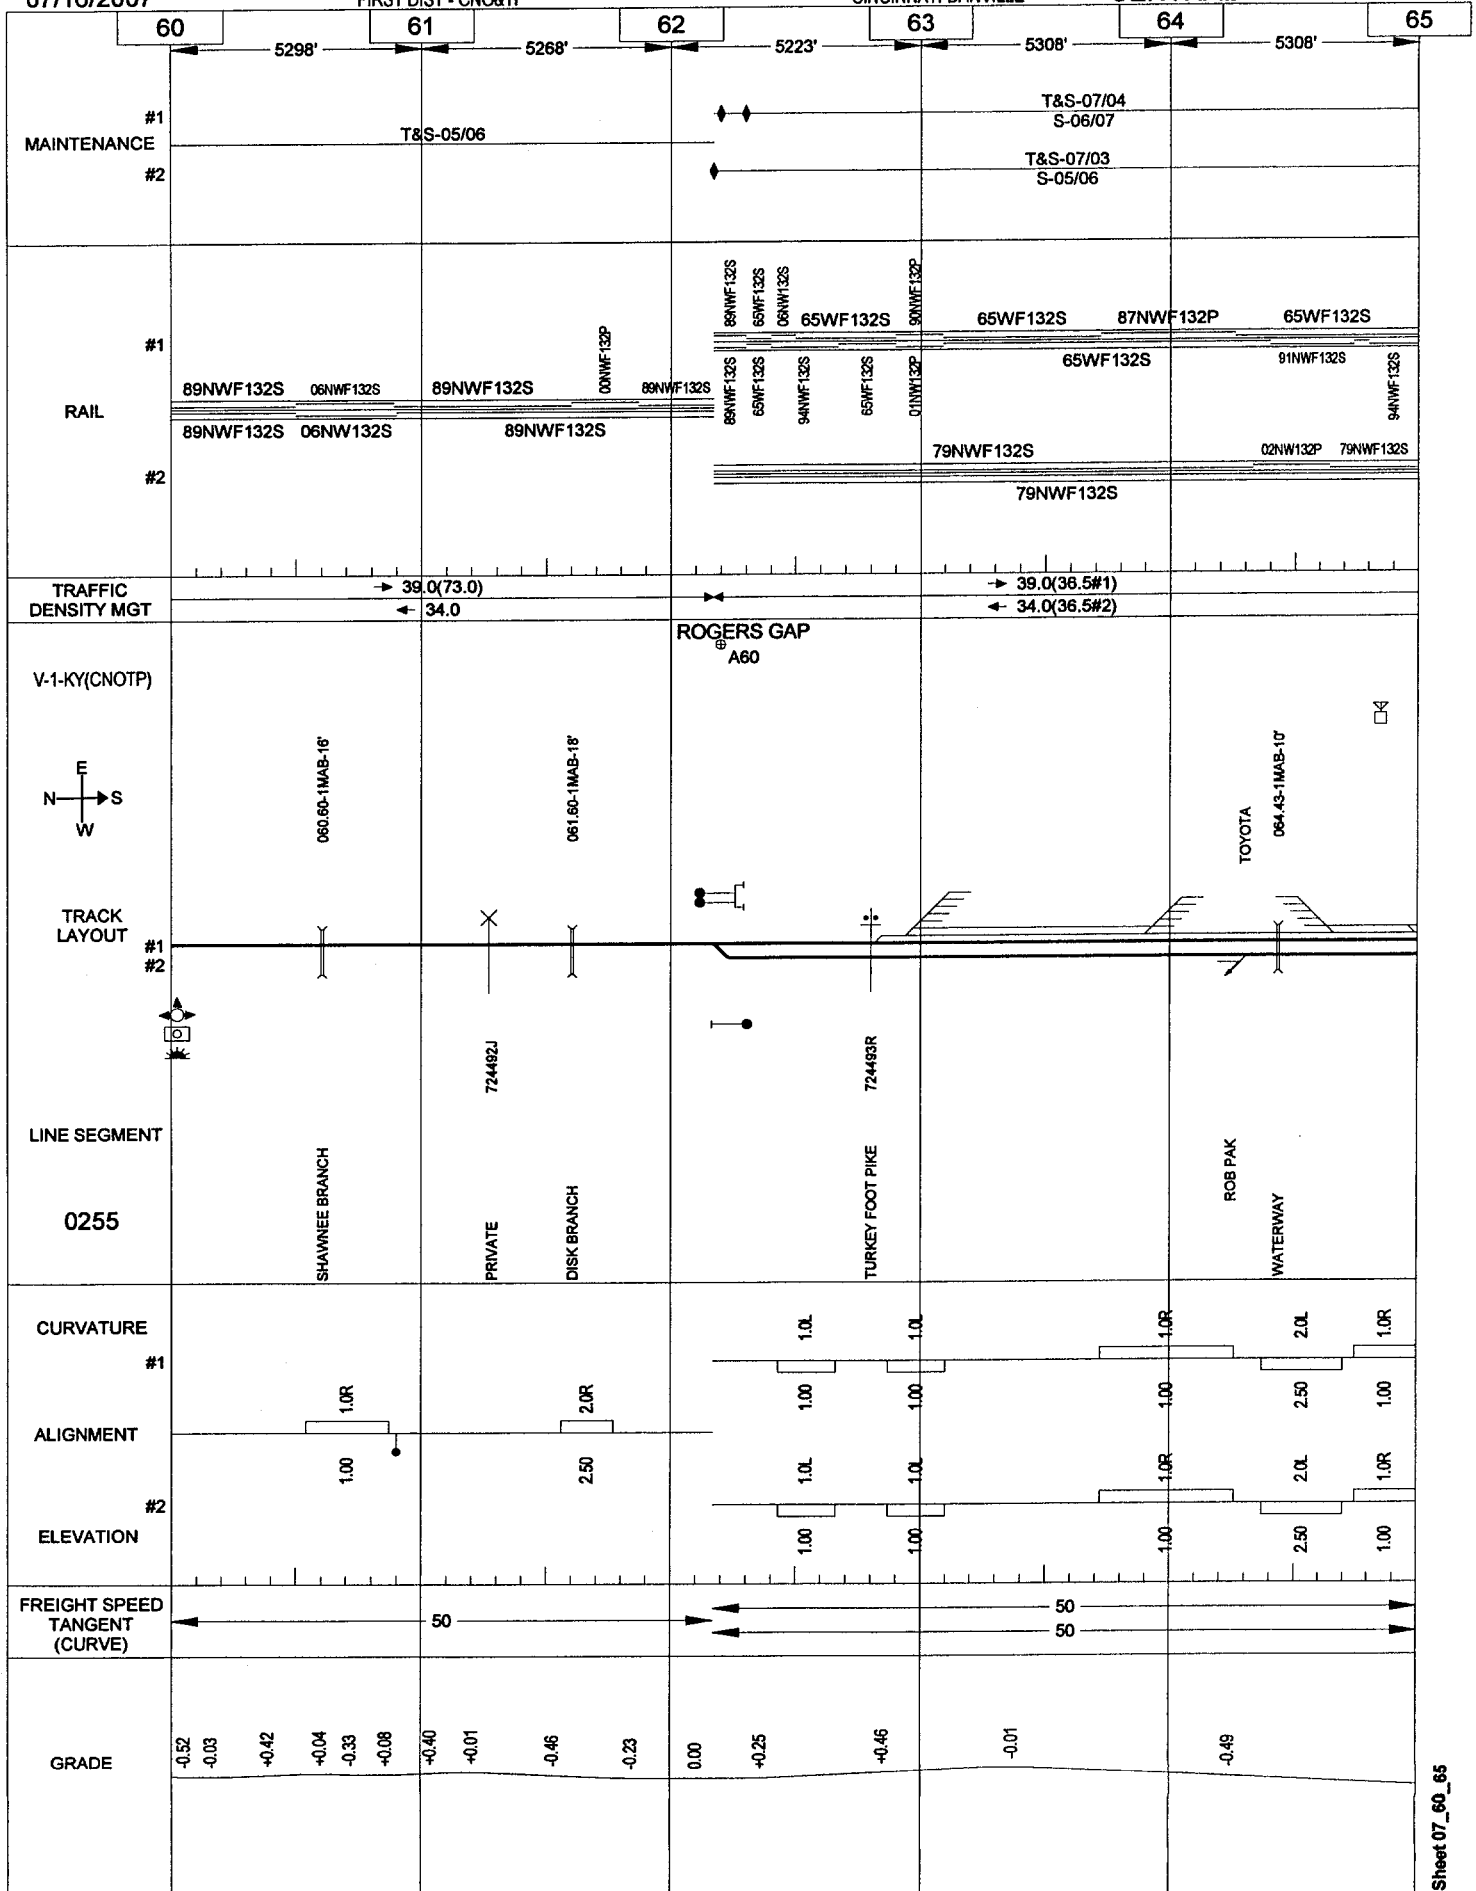 60 61 62 63 64 65
5298' 5268' 5223' 5308' 5308'
MAINTENANCE
#1
#2
T&S-05/06
T&S-07/04
S-06/07
T&S-07/03
S-05/06
RAIL
#1
#2
89NWF132S 06NWF132S 89NWF132S 00NWF132P 89NWF132S
89NWF132S 06NW132S 89NWF132S
89NWF132S 65WF132S 06NW132S 65WF132S 90NWF132P 65WF132S 87NWF132P 65WF132S
89NWF132S 65WF132S 94NWF132S 65WF132S 01NW132P 65WF132S 91NWF132S 94NWF132S
79NWF132S 02NW132P 79NWF132S
79NWF132S
TRAFFIC
DENSITY MGT
39.0(73.0)
34.0
39.0(36.5#1)
34.0(36.5#2)
ROGERS GAP
A60
V-1-KY(CNOTP)
E
N S
W
060.60-1MAB-16'
061.60-1MAB-18'
TOYOTA
064.43-1MAB-10'
TRACK
LAYOUT
#1
#2
724492J
724493R
LINE SEGMENT
0255
SHAWNEE BRANCH
PRIVATE
DISK BRANCH
TURKEY FOOT PIKE
ROB PAK
WATERWAY
CURVATURE
#1
1.0L 1.0L 1.0R 2.0L 1.0R
1.00 1.00 1.00 2.50 1.00
ALIGNMENT
1.0R 2.0R
1.00 2.50
#2
1.0L 1.0L 1.0R 2.0L 1.0R
1.00 1.00 1.00 2.50 1.00
ELEVATION
FREIGHT SPEED
TANGENT
(CURVE)
50
50
50
GRADE
-0.52 -0.03 +0.42 +0.04 -0.33 +0.08 +0.40 +0.01 -0.46 -0.23 0.00 +0.25 +0.46 -0.01 -0.49
Sheet 07_60_65